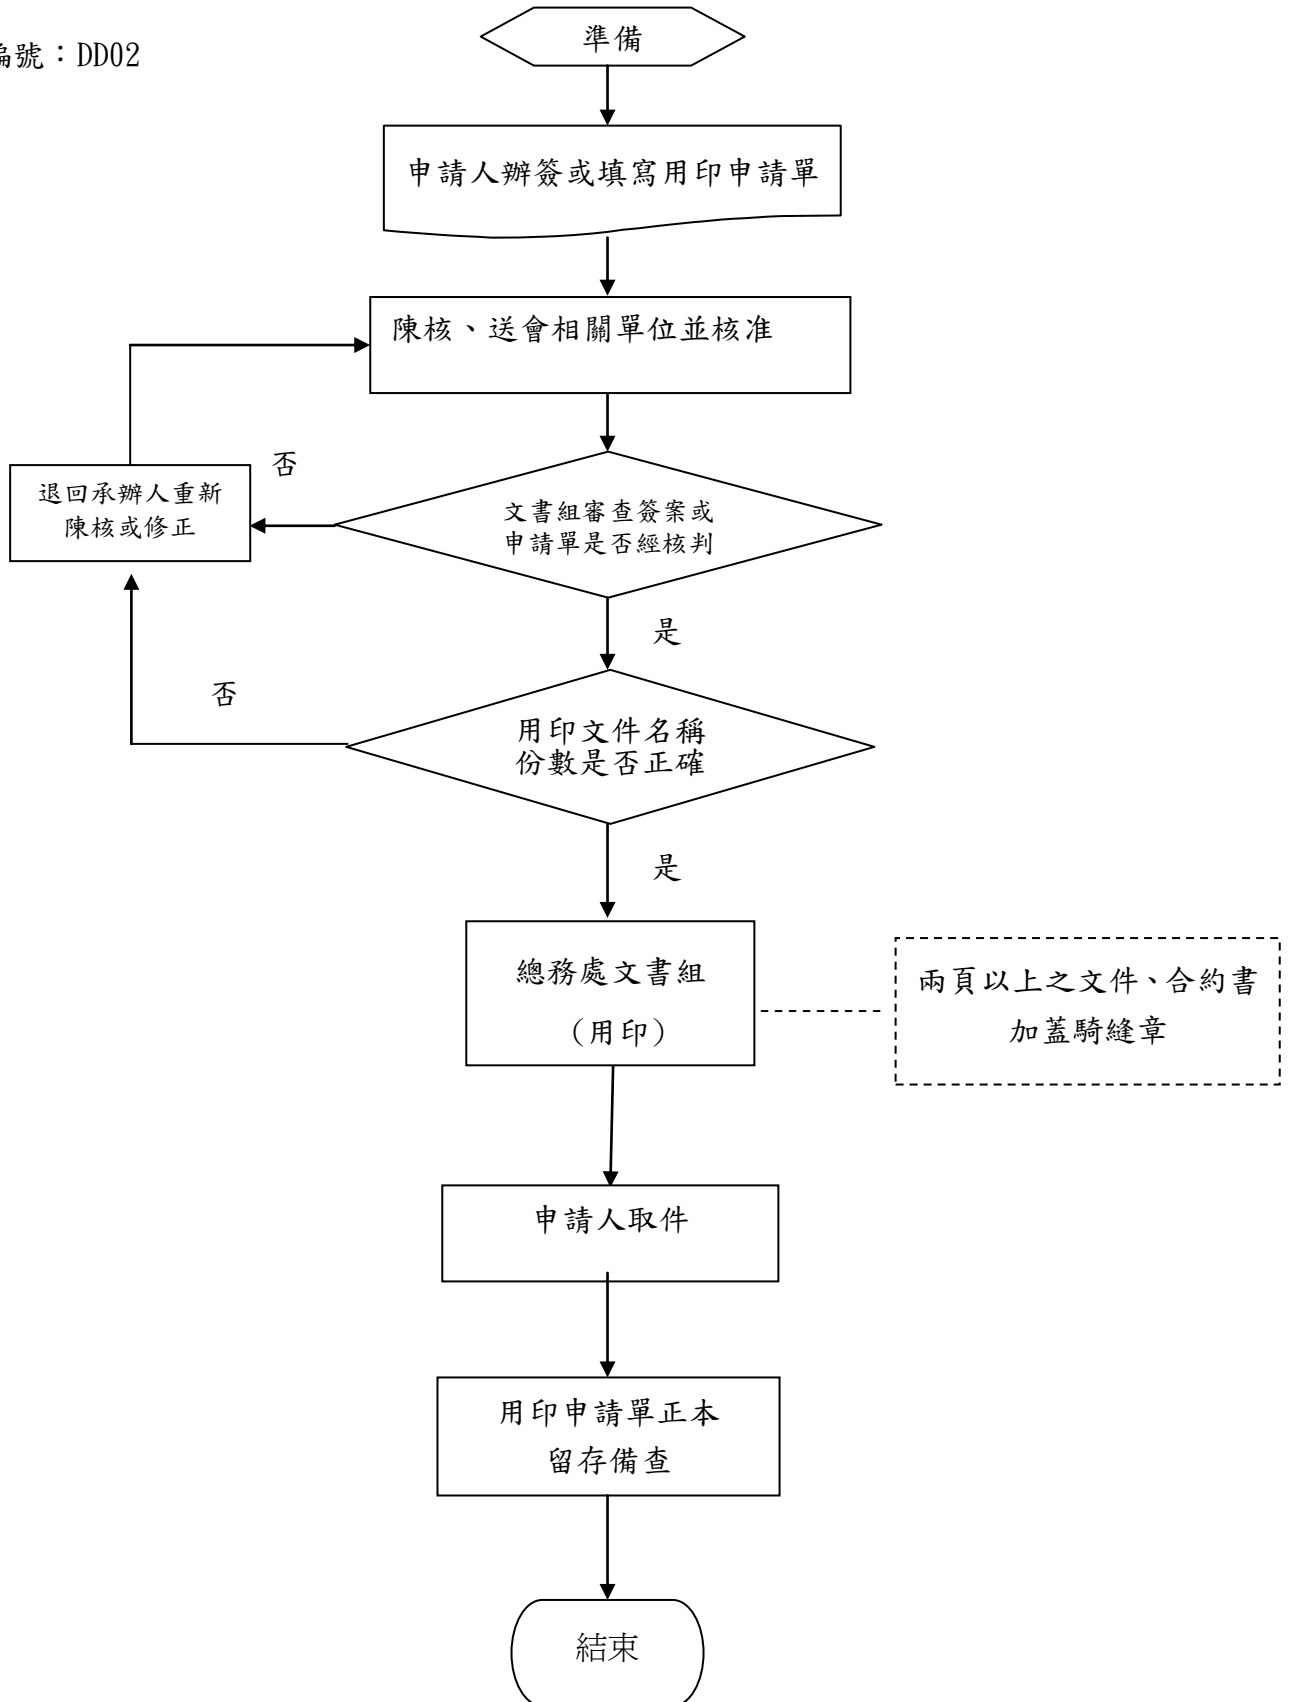 編號：DD02
準備
申請人辦簽或填寫用印申請單
陳核、送會相關單位並核准
否
退回承辦人重新
陳核或修正
文書組審查簽案或
申請單是否經核判
是
否
用印文件名稱
份數是否正確
是
總務處文書組
（用印）
兩頁以上之文件、合約書
加蓋騎縫章
申請人取件
用印申請單正本
留存備查
結束